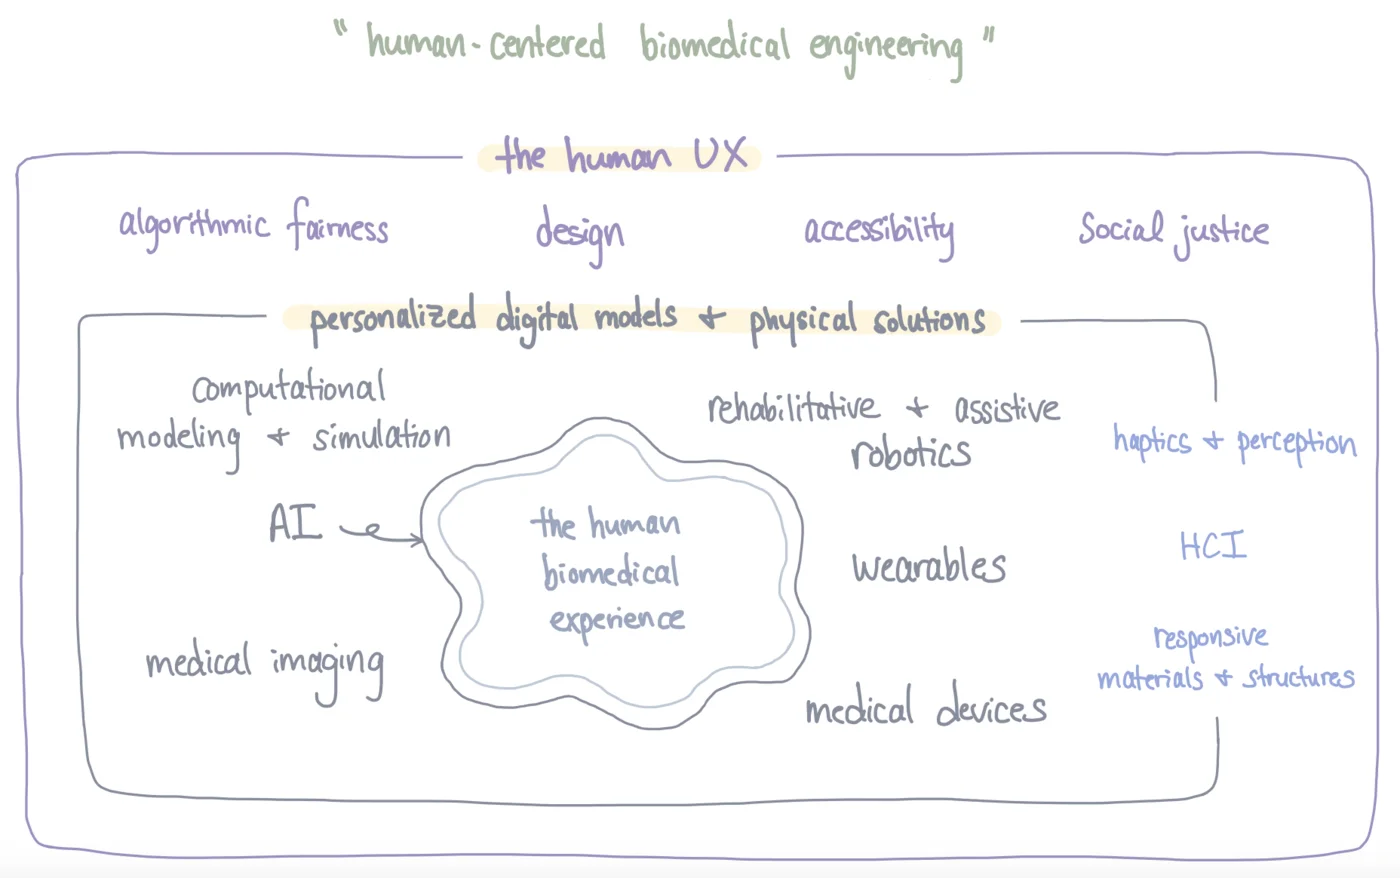 " human-centered biomedical engineering "
the human UX
algorithmic fairness
design
accessibility
Social justice
personalized digital models + physical solutions
computational
modeling + simulation
AI
medical imaging
the human
biomedical
experience
rehabilitative + assistive
robotics
wearables
medical devices
haptics + perception
HCI
responsive
materials + structures